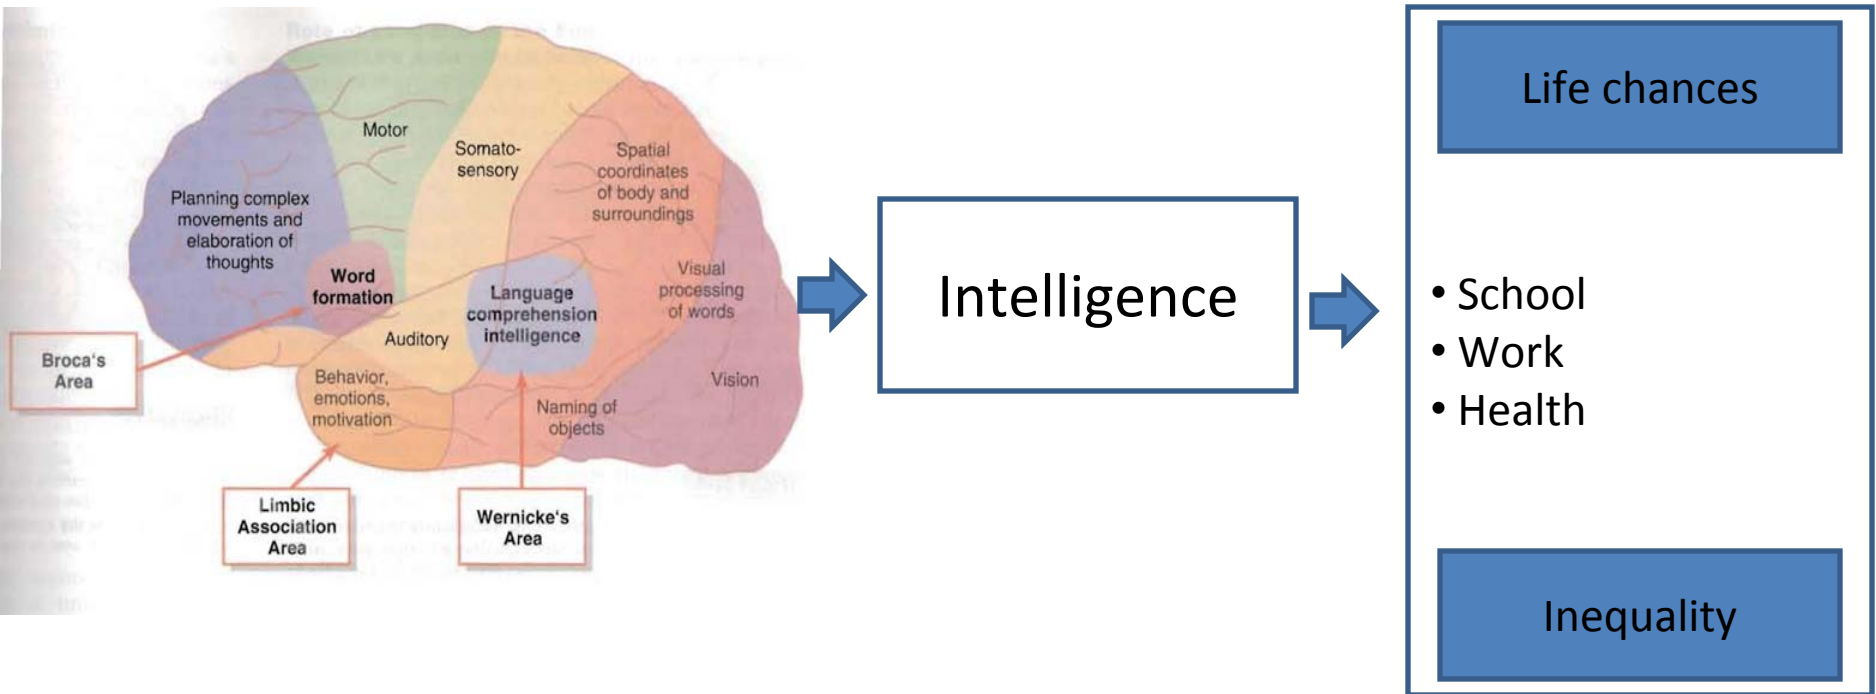 Motor
Somato-
sensory
Spatial
coordinates
of body and
surroundings
Planning complex
movements and
elaboration of
thoughts
Word
formation
Language
comprehension
intelligence
Visual
processing
of words
Auditory
Behavior,
emotions,
motivation
Naming of
objects
Vision
Broca‘s
Area
Limbic
Association
Area
Wernicke‘s
Area
Intelligence
Life chances
• School
• Work
• Health
Inequality